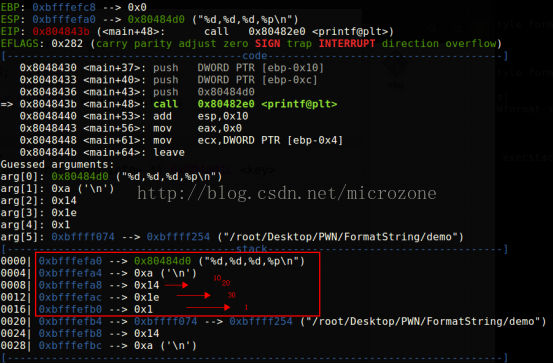 EBP: 0xbfffefc8 --> 0x0
ESP: 0xbfffefa0 --> 0x80484d0 ("%d,%d,%d,%p\n")
EIP: 0x804843b (<main+48>: call 0x80482e0 <printf@plt>)
EFLAGS: 0x282 (carry parity adjust zero SIGN trap INTERRUPT direction overflow)
[-------------------------------------code-------------------------------------]
0x8048430 <main+37>: push DWORD PTR [ebp-0x10]
0x8048433 <main+40>: push DWORD PTR [ebp-0xc]
0x8048436 <main+43>: push 0x80484d0
=> 0x804843b <main+48>: call 0x80482e0 <printf@plt>
0x8048440 <main+53>: add esp,0x10
0x8048443 <main+56>: mov eax,0x0
0x8048448 <main+61>: mov ecx,DWORD PTR [ebp-0x4]
0x804844b <main+64>: leave
Guessed arguments:
arg[0]: 0x80484d0 ("%d,%d,%d,%p\n")
arg[1]: 0xa ('\n')
arg[2]: 0x14
arg[3]: 0x1e
arg[4]: 0x1
arg[5]: 0xbffff074 --> 0xbffff254 ("/root/Desktop/PWN/FormatString/demo")
http://blog.csdn.net/microzone
[------------------------------------stack-------------------------------------]
0000| 0xbfffefa0 --> 0x80484d0 ("%d,%d,%d,%p\n")
0004| 0xbfffefa4 --> 0xa ('\n')
10
0008| 0xbfffefa8 --> 0x14 20
0012| 0xbfffefac --> 0x1e 30
0016| 0xbfffefb0 --> 0x1 1
0020| 0xbfffefb4 --> 0xbffff074 --> 0xbffff254 ("/root/Desktop/PWN/FormatString/demo")
0024| 0xbfffefb8 --> 0x14
0028| 0xbfffefbc --> 0xa ('\n')
[------------------------------------------------------------------------------]